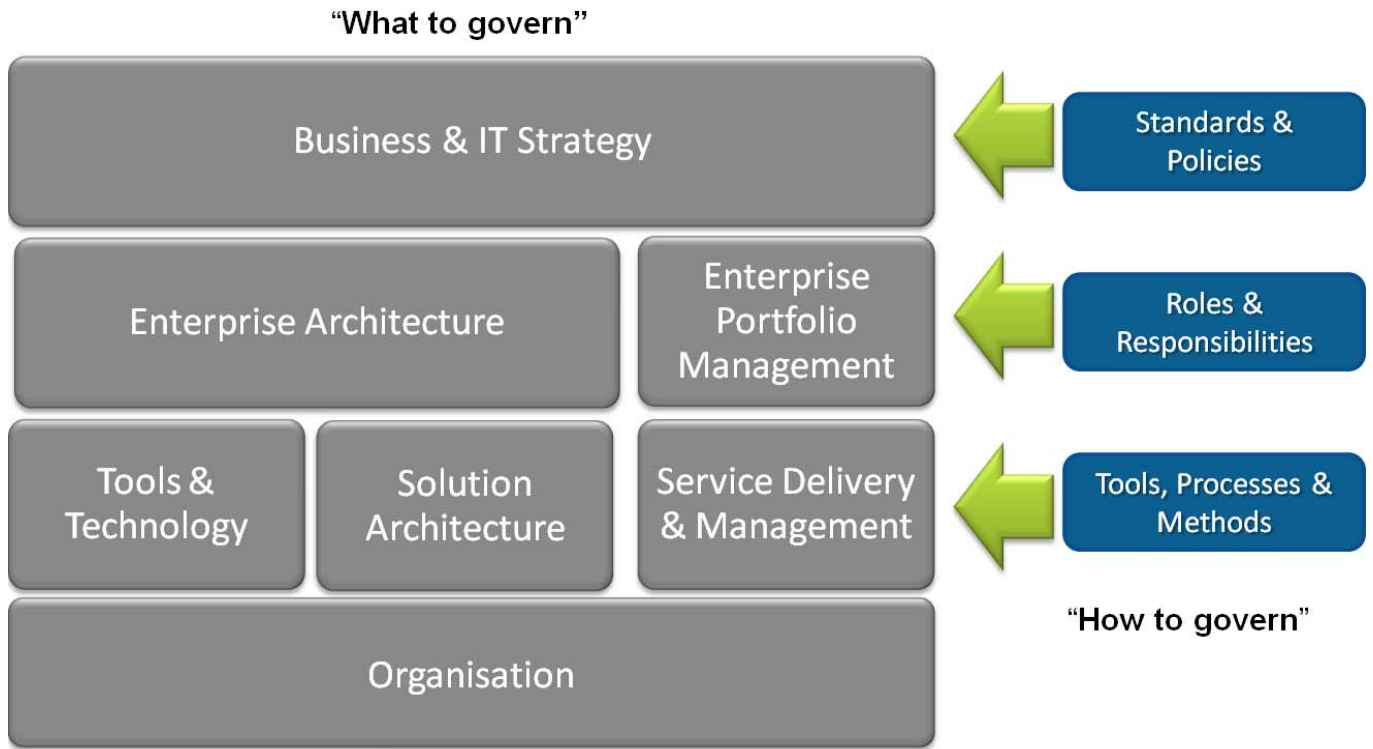 “What to govern”
Business & IT Strategy
Standards &
Policies
Enterprise Architecture
Enterprise
Portfolio
Management
Roles &
Responsibilities
Tools &
Technology
Solution
Architecture
Service Delivery
& Management
Tools, Processes &
Methods
“How to govern”
Organisation